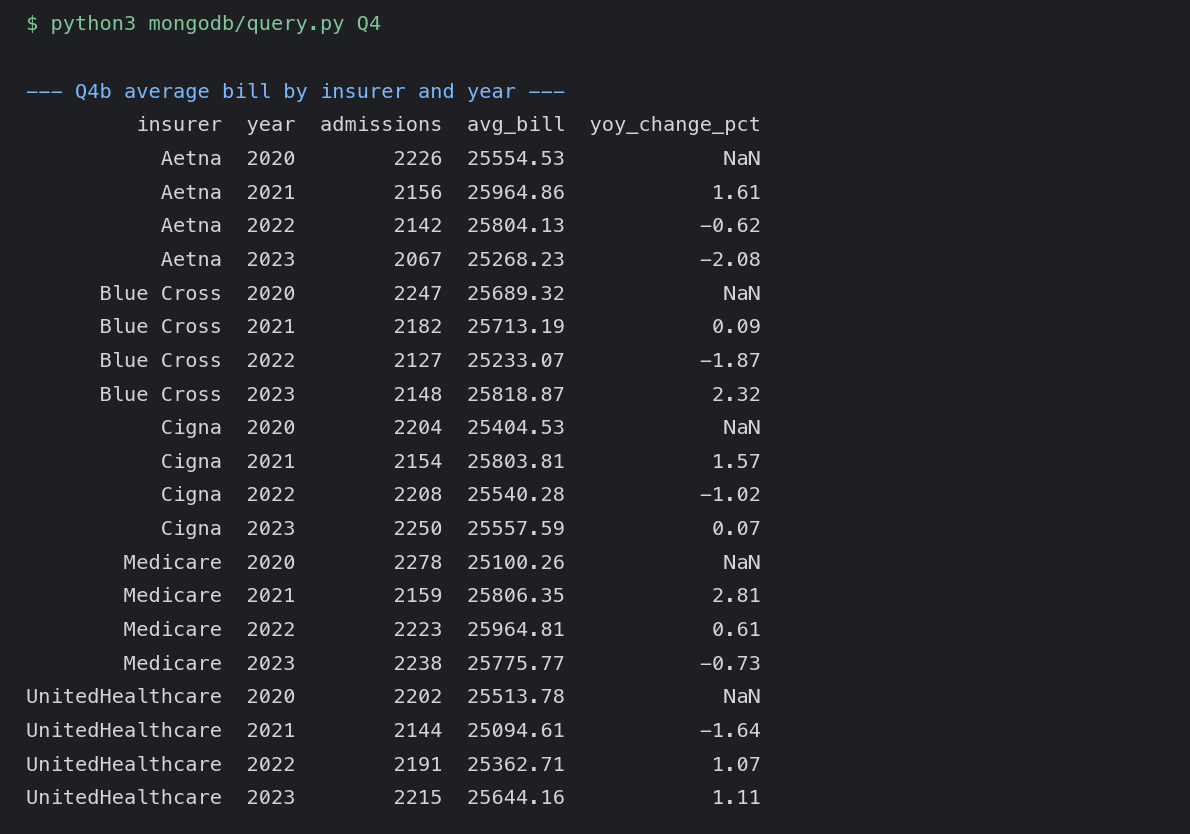 $ python3 mongodb/query.py Q4
--- Q4b average bill by insurer and year ---
insurer year admissions avg_bill yoy_change_pct
Aetna 2020 2226 25554.53 NaN
Aetna 2021 2156 25964.86 1.61
Aetna 2022 2142 25804.13 -0.62
Aetna 2023 2067 25268.23 -2.08
Blue Cross 2020 2247 25689.32 NaN
Blue Cross 2021 2182 25713.19 0.09
Blue Cross 2022 2127 25233.07 -1.87
Blue Cross 2023 2148 25818.87 2.32
Cigna 2020 2204 25404.53 NaN
Cigna 2021 2154 25803.81 1.57
Cigna 2022 2208 25540.28 -1.02
Cigna 2023 2250 25557.59 0.07
Medicare 2020 2278 25100.26 NaN
Medicare 2021 2159 25806.35 2.81
Medicare 2022 2223 25964.81 0.61
Medicare 2023 2238 25775.77 -0.73
UnitedHealthcare 2020 2202 25513.78 NaN
UnitedHealthcare 2021 2144 25094.61 -1.64
UnitedHealthcare 2022 2191 25362.71 1.07
UnitedHealthcare 2023 2215 25644.16 1.11